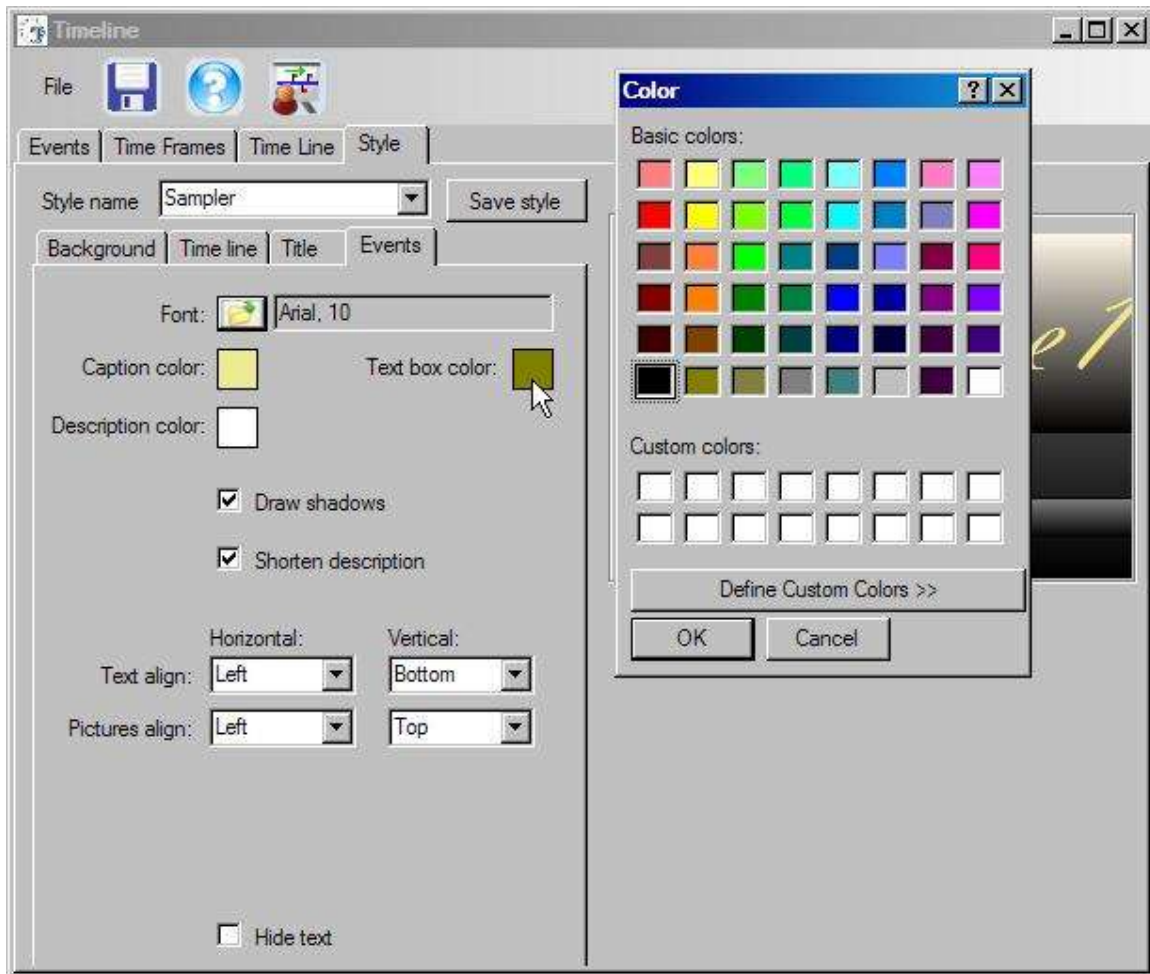 Timeline
File
Events Time Frames Time Line Style
Style name Sampler Save style
Background Time line Title Events
Font: Arial, 10
Caption color: Text box color:
Description color:
Draw shadows
Shorten description
Horizontal: Vertical:
Text align: Left Bottom
Pictures align: Left Top
Hide text
Color
Basic colors:
Custom colors:
Define Custom Colors >>
OK Cancel
e1